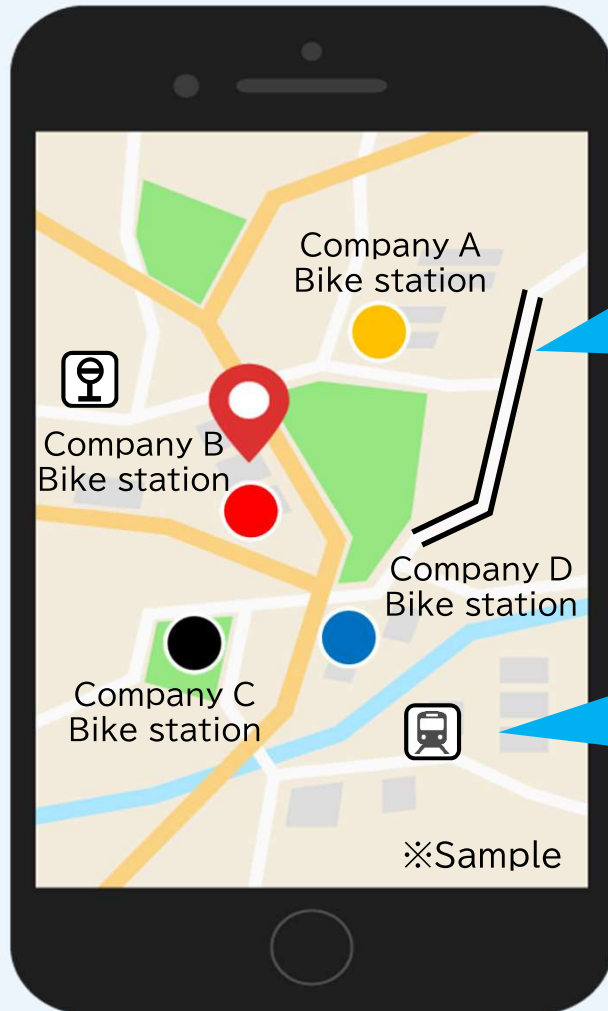 Company A
Bike station
Company B
Bike station
Company D
Bike station
Company C
Bike station
※Sample